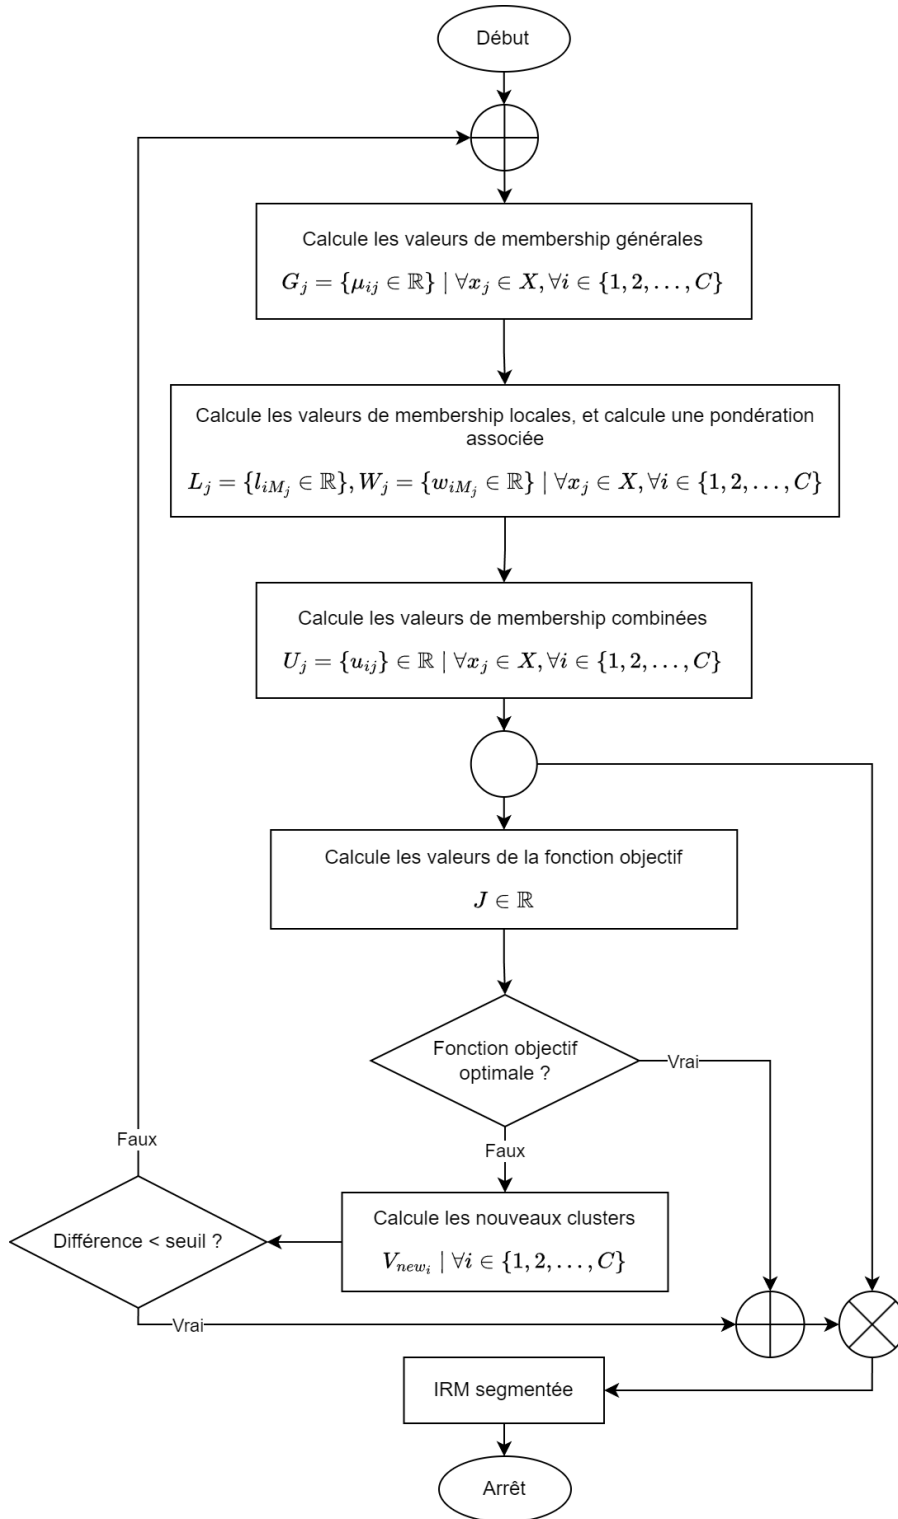 Début
Calcule les valeurs de membership générales
$G_j = \{\mu_{ij} \in \mathbb{R}\} \mid \forall x_j \in X, \forall i \in \{1, 2, \ldots, C\}$
Calcule les valeurs de membership locales, et calcule une pondération
associée
$L_j = \{l_{iM_j} \in \mathbb{R}\}, W_j = \{w_{iM_j} \in \mathbb{R}\} \mid \forall x_j \in X, \forall i \in \{1, 2, \ldots, C\}$
Calcule les valeurs de membership combinées
$U_j = \{u_{ij}\} \in \mathbb{R} \mid \forall x_j \in X, \forall i \in \{1, 2, \ldots, C\}$
Calcule les valeurs de la fonction objectif
$J \in \mathbb{R}$
Fonction objectif
optimale ?
Vrai
Faux
Calcule les nouveaux clusters
$V_{new_i} \mid \forall i \in \{1, 2, \ldots, C\}$
Différence < seuil ?
Faux
Vrai
IRM segmentée
Arrêt